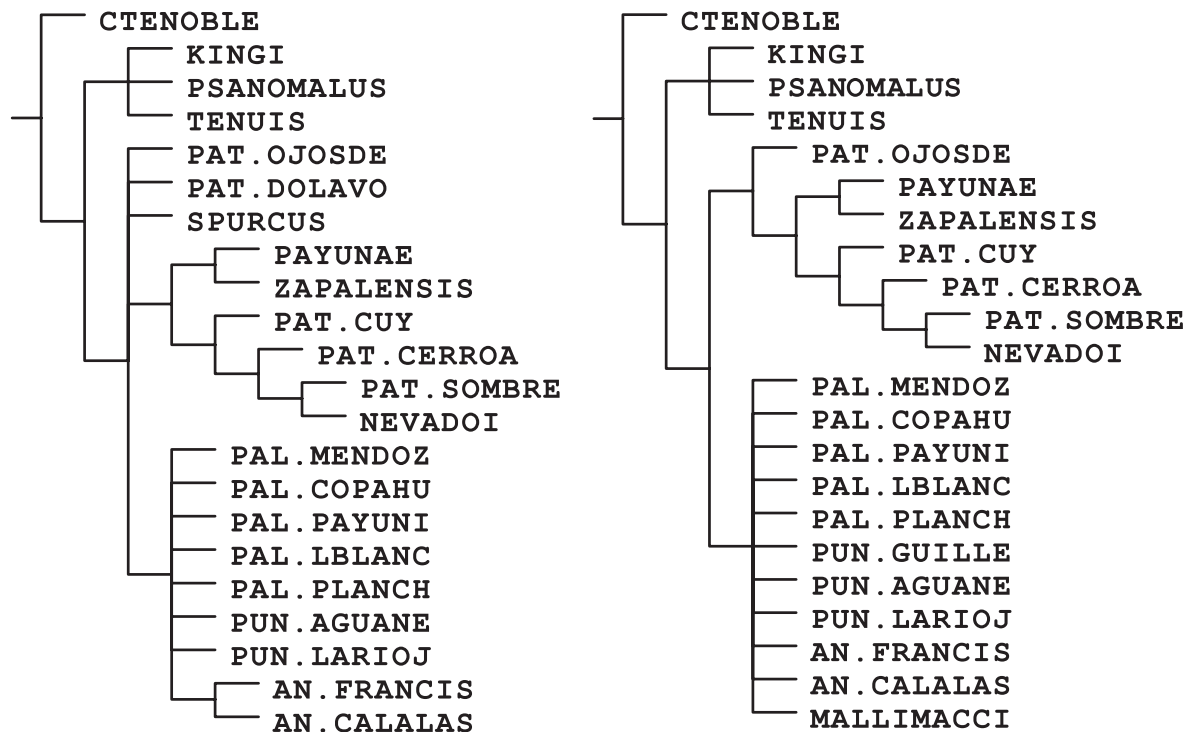 CTENOBLE
KINGI
PSANOMALUS
TENUIS
PAT.OJOSDE
PAT.DOLAVO
SPURCUS
PAYUNAE
ZAPALENSIS
PAT.CUY
PAT.CERROA
PAT.SOMBRE
NEVADOI
PAL.MENDOZ
PAL.COPAHU
PAL.PAYUNI
PAL.LBLANC
PAL.PLANCH
PUN.AGUANE
PUN.LARIOJ
AN.FRANCIS
AN.CALALAS
CTENOBLE
KINGI
PSANOMALUS
TENUIS
PAT.OJOSDE
PAYUNAE
ZAPALENSIS
PAT.CUY
PAT.CERROA
PAT.SOMBRE
NEVADOI
PAL.MENDOZ
PAL.COPAHU
PAL.PAYUNI
PAL.LBLANC
PAL.PLANCH
PUN.GUILLE
PUN.AGUANE
PUN.LARIOJ
AN.FRANCIS
AN.CALALAS
MALLIMACCI